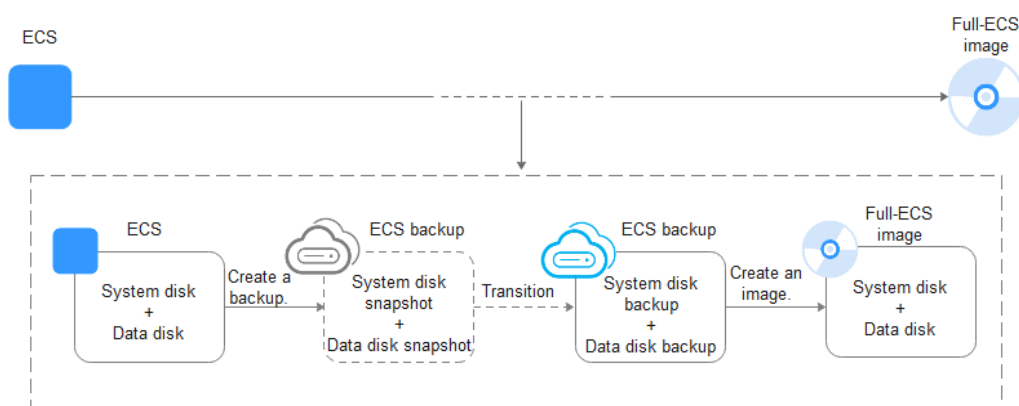 ECS
Full-ECS
image
ECS
ECS backup
ECS backup
Full-ECS
image
System disk
+
Data disk
Create a
backup.
System disk
snapshot
+
Data disk snapshot
Transition
System disk
backup
+
Data disk backup
Create an
image.
System disk
+
Data disk